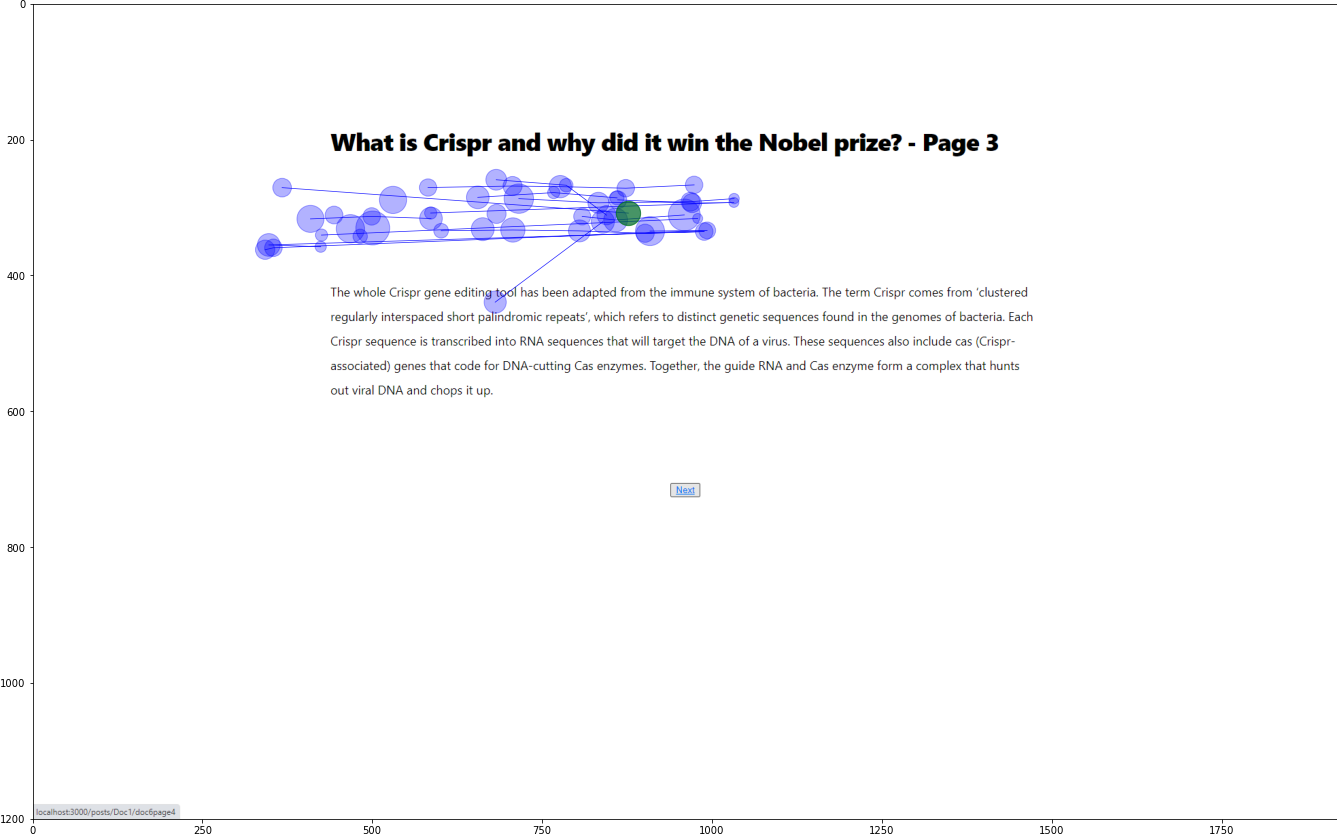 0
200
What is Crispr and why did it win the Nobel prize? - Page 3
400
The whole Crispr gene editing tool has been adapted from the immune system of bacteria. The term Crispr comes from ‘clustered
regularly interspaced short palindromic repeats’, which refers to distinct genetic sequences found in the genomes of bacteria. Each
Crispr sequence is transcribed into RNA sequences that will target the DNA of a virus. These sequences also include cas (Crispr-
associated) genes that code for DNA-cutting Cas enzymes. Together, the guide RNA and Cas enzyme form a complex that hunts
out viral DNA and chops it up.
600
Next
800
1000
localhost:3000/posts/Doc1/doc6page4
1200
0 250 500 750 1000 1250 1500 1750